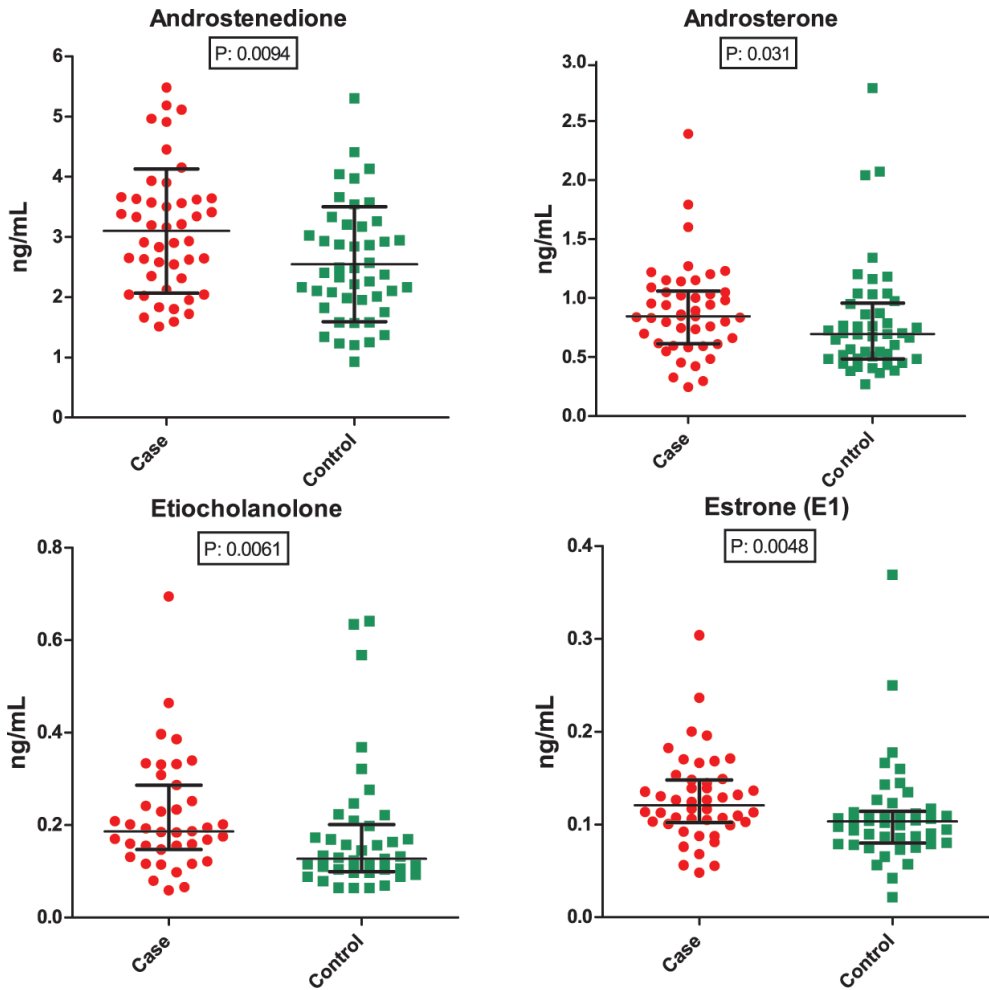 Androstenedione
P: 0.0094
6
5
4
3
2
1
0
ng/mL
Case
Control
Androsterone
P: 0.031
3.0
2.5
2.0
1.5
1.0
0.5
0.0
ng/mL
Case
Control
Etiocholanolone
P: 0.0061
0.8
0.6
0.4
0.2
0.0
ng/mL
Case
Control
Estrone (E1)
P: 0.0048
0.4
0.3
0.2
0.1
0.0
ng/mL
Case
Control